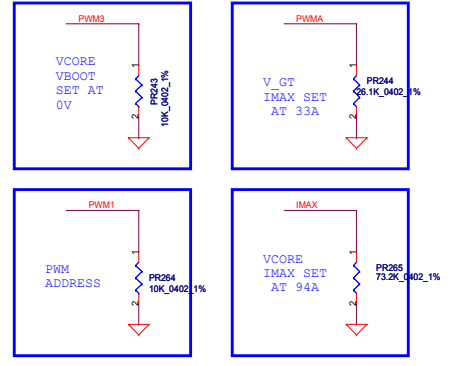 PWM3
VCORE
VBOOT
SET AT
0V
1
PR243
10K_0402_1%
2
PWMA
V_GT
IMAX SET
AT 33A
1
PR244
26.1K_0402_1%
2
PWM1
PWM
ADDRESS
1
PR264
10K_0402_1%
2
IMAX
VCORE
IMAX SET
AT 94A
1
PR265
73.2K_0402_1%
2